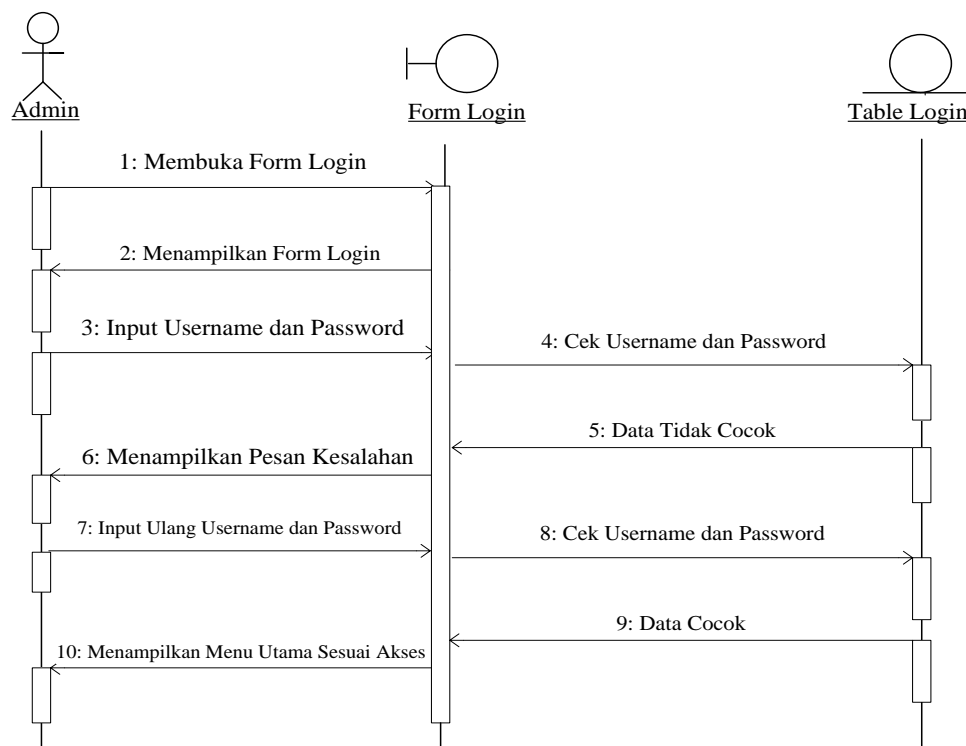 Admin
Form Login
Table Login
1: Membuka Form Login
2: Menampilkan Form Login
3: Input Username dan Password
4: Cek Username dan Password
5: Data Tidak Cocok
6: Menampilkan Pesan Kesalahan
7: Input Ulang Username dan Password
8: Cek Username dan Password
9: Data Cocok
10: Menampilkan Menu Utama Sesuai Akses